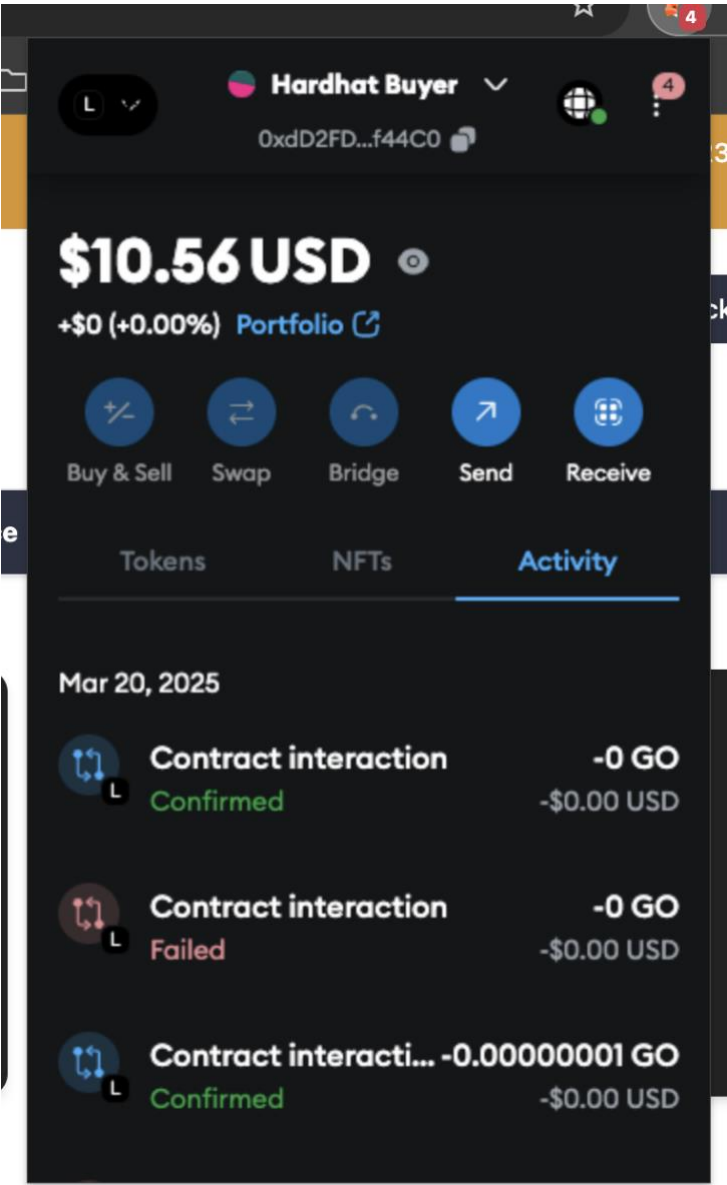 4
L
Hardhat Buyer
4
0xdD2FD...f44C0
$10.56 USD
+$0 (+0.00%) Portfolio
+/−
Buy & Sell
Swap
Bridge
Send
Receive
Tokens
NFTs
Activity
Mar 20, 2025
Contract interaction
-0 GO
L
Confirmed
-$0.00 USD
Contract interaction
-0 GO
L
Failed
-$0.00 USD
Contract interacti...
-0.00000001 GO
L
Confirmed
-$0.00 USD